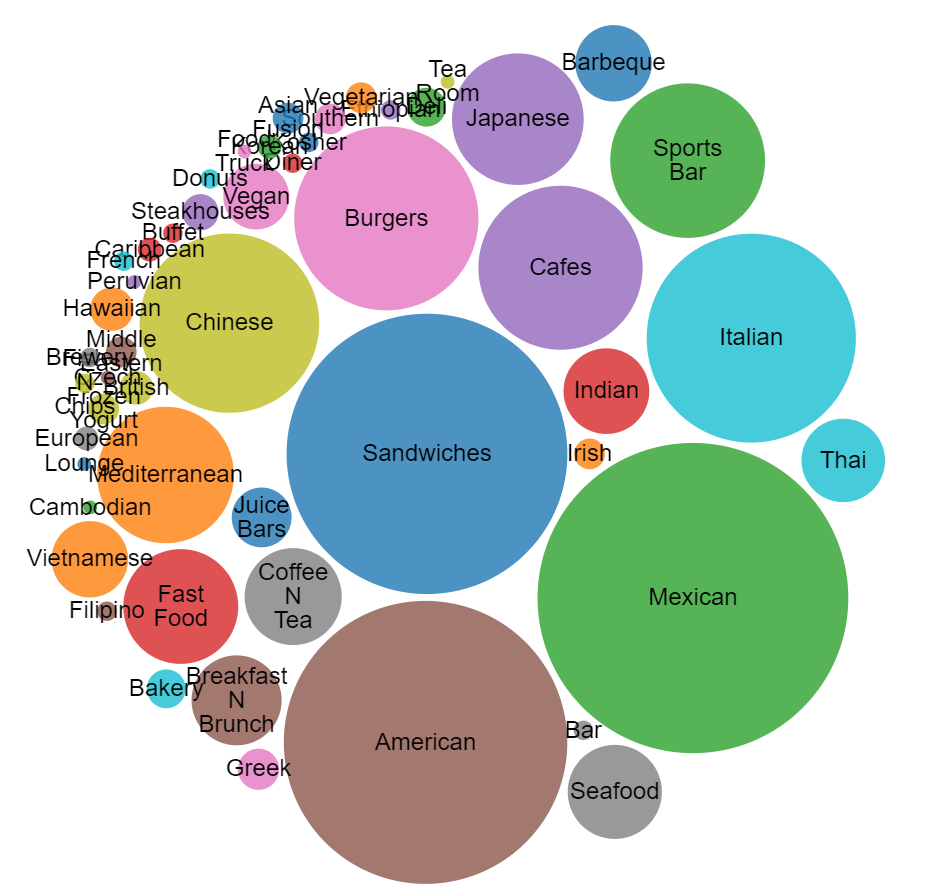 Barbeque
Tea
Room
Vegetarian
Ethiopian
Deli
Asian
Fusion
Southern
Japanese
Kosher
Food
Truck
Korean
Diner
Sports
Bar
Donuts
Vegan
Steakhouses
Burgers
Buffet
Caribbean
French
Cafes
Peruvian
Hawaiian
Chinese
Italian
Middle
Eastern
Brewery
Czech
British
Indian
Frozen
Yogurt
Chips
European
Sandwiches
Irish
Thai
Lounge
Mediterranean
Cambodian
Juice
Bars
Vietnamese
Coffee
N
Tea
Fast
Food
Mexican
Filipino
Bakery
Breakfast
N
Brunch
American
Bar
Greek
Seafood